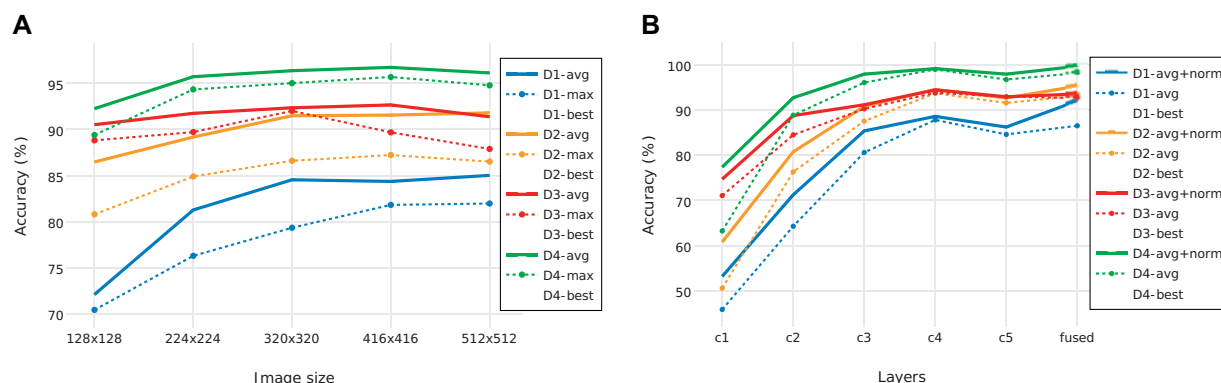 A
B
Accuracy (%)
95
90
85
80
75
70
128x128
224x224
320x320
416x416
512x512
Image size
D1-avg
D1-max
D1-best
D2-avg
D2-max
D2-best
D3-avg
D3-max
D3-best
D4-avg
D4-max
D4-best
Accuracy (%)
100
90
80
70
60
50
c1
c2
c3
c4
c5
fused
Layers
D1-avg+norm
D1-avg
D1-best
D2-avg+norm
D2-avg
D2-best
D3-avg+norm
D3-avg
D3-best
D4-avg+norm
D4-avg
D4-best